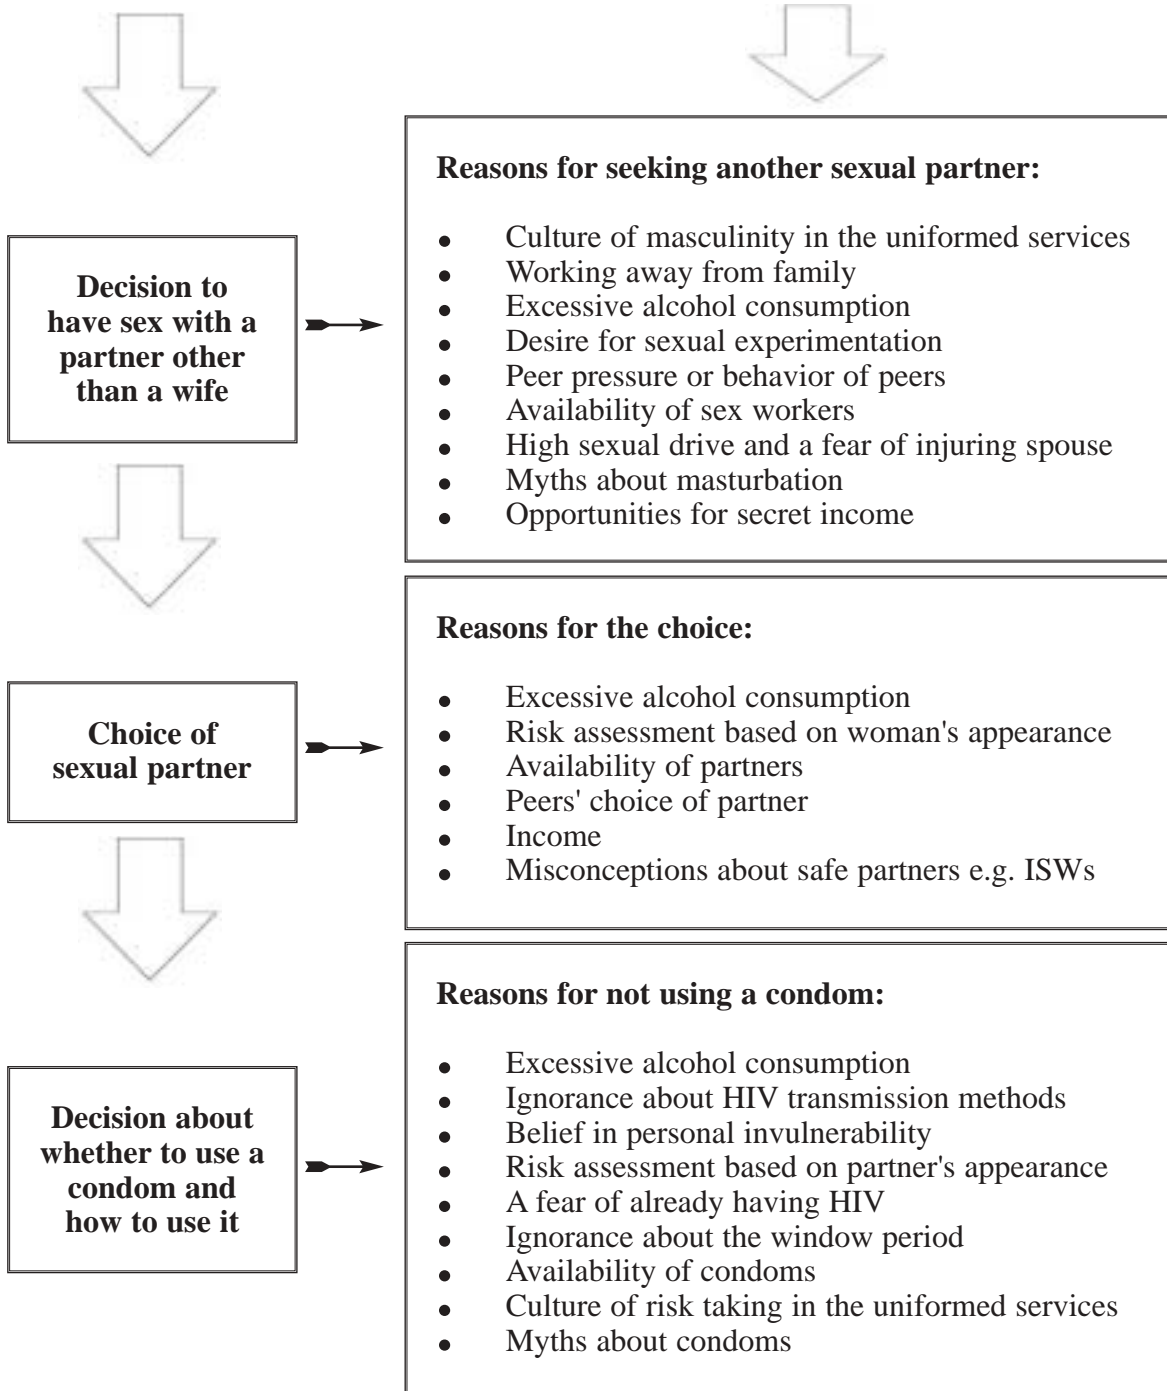 Decision to
have sex with a
partner other
than a wife
Reasons for seeking another sexual partner:
• Culture of masculinity in the uniformed services
• Working away from family
• Excessive alcohol consumption
• Desire for sexual experimentation
• Peer pressure or behavior of peers
• Availability of sex workers
• High sexual drive and a fear of injuring spouse
• Myths about masturbation
• Opportunities for secret income
Choice of
sexual partner
Reasons for the choice:
• Excessive alcohol consumption
• Risk assessment based on woman's appearance
• Availability of partners
• Peers' choice of partner
• Income
• Misconceptions about safe partners e.g. ISWs
Decision about
whether to use a
condom and
how to use it
Reasons for not using a condom:
• Excessive alcohol consumption
• Ignorance about HIV transmission methods
• Belief in personal invulnerability
• Risk assessment based on partner's appearance
• A fear of already having HIV
• Ignorance about the window period
• Availability of condoms
• Culture of risk taking in the uniformed services
• Myths about condoms